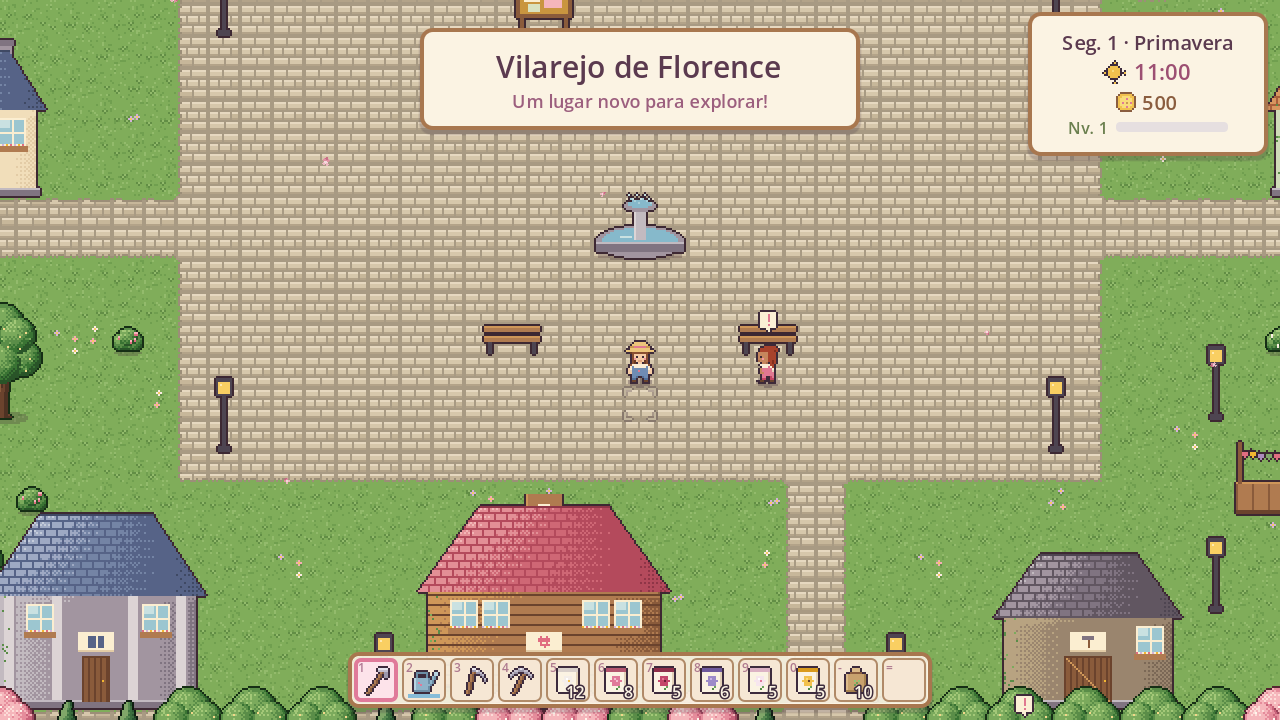 Vilarejo de Florence
Um lugar novo para explorar!
Seg. 1 · Primavera
11:00
500
Nv. 1
!
1 2 3 4 5 6 7 8 9 0 - =
12 8 5 6 5 5 10
!